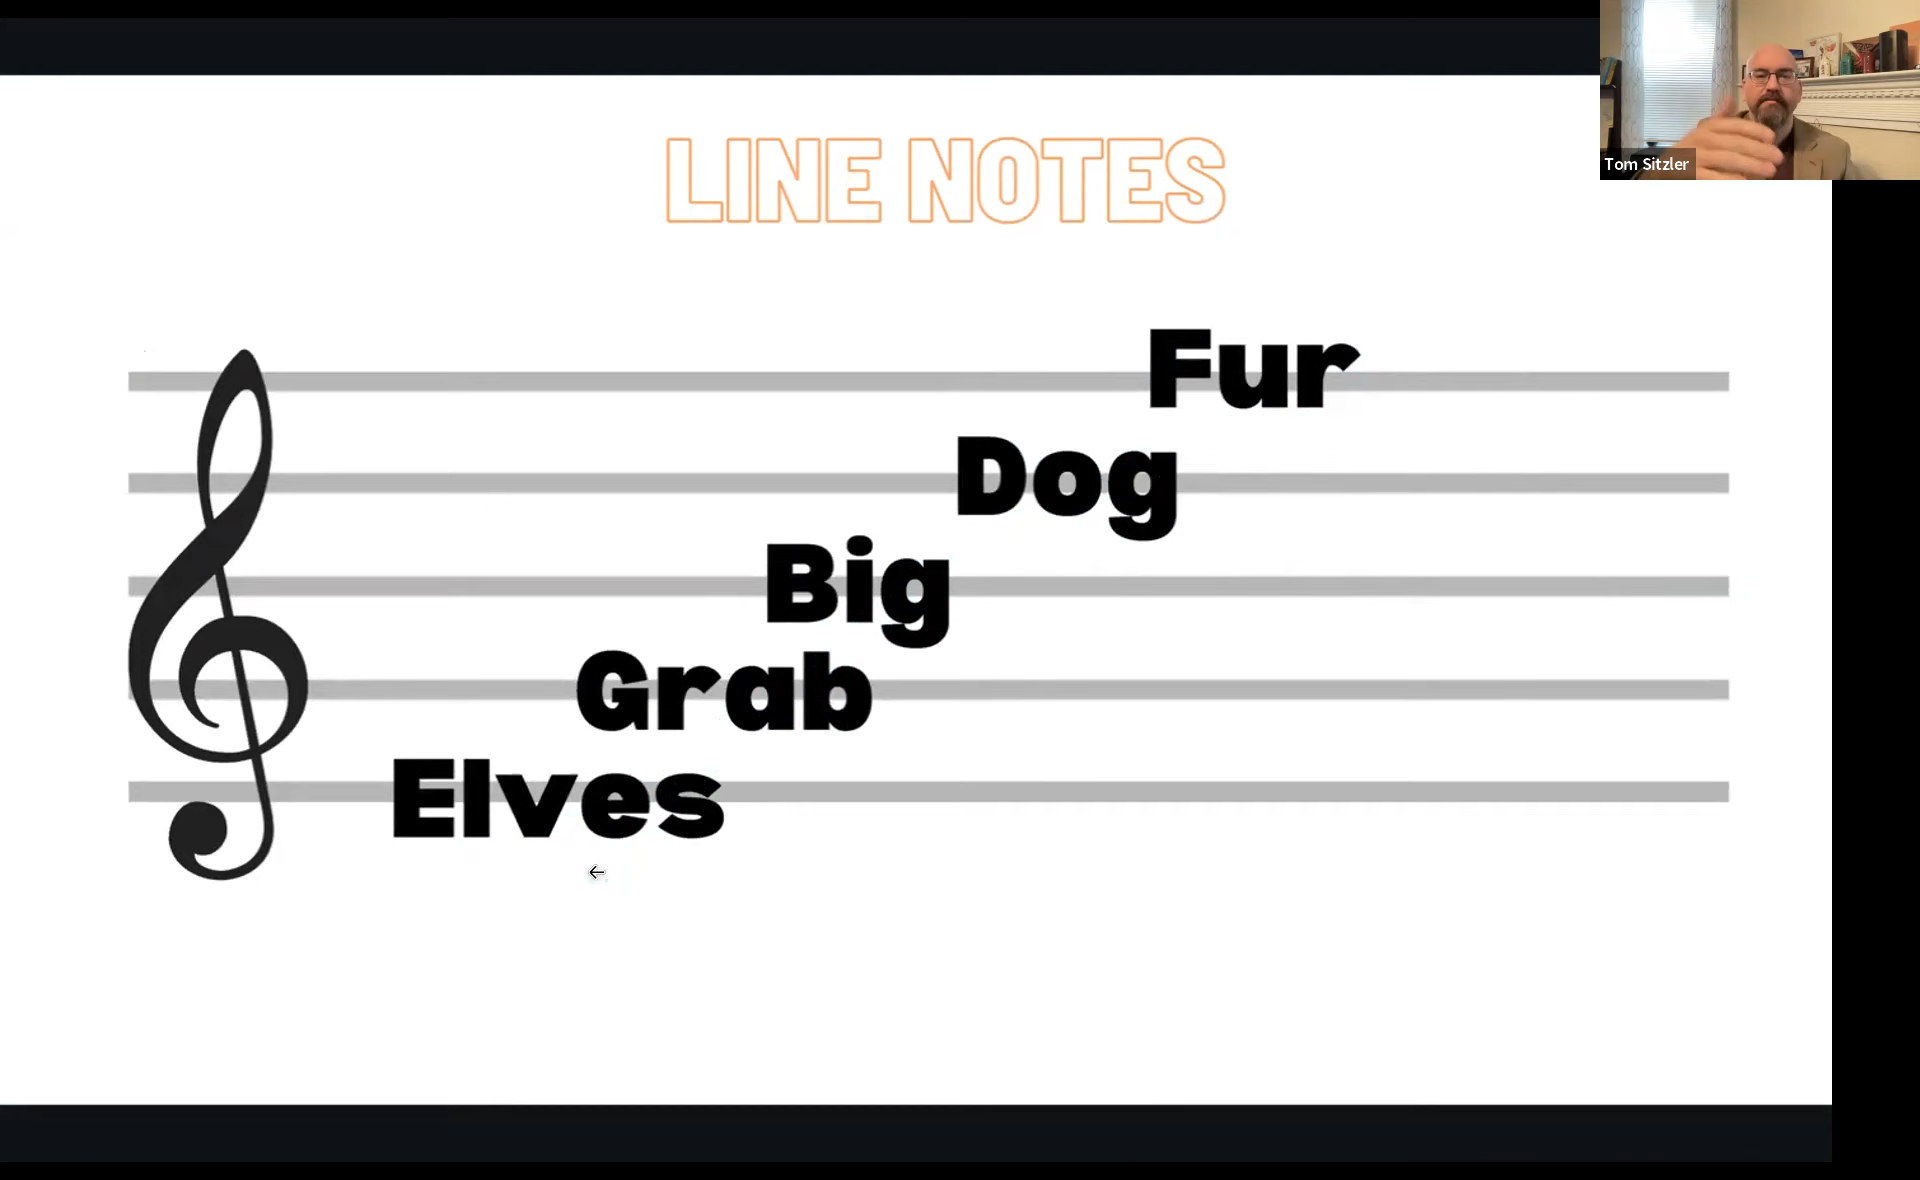 LINE NOTES
Tom Sitzler
Fur
Dog
Big
Grab
Elves